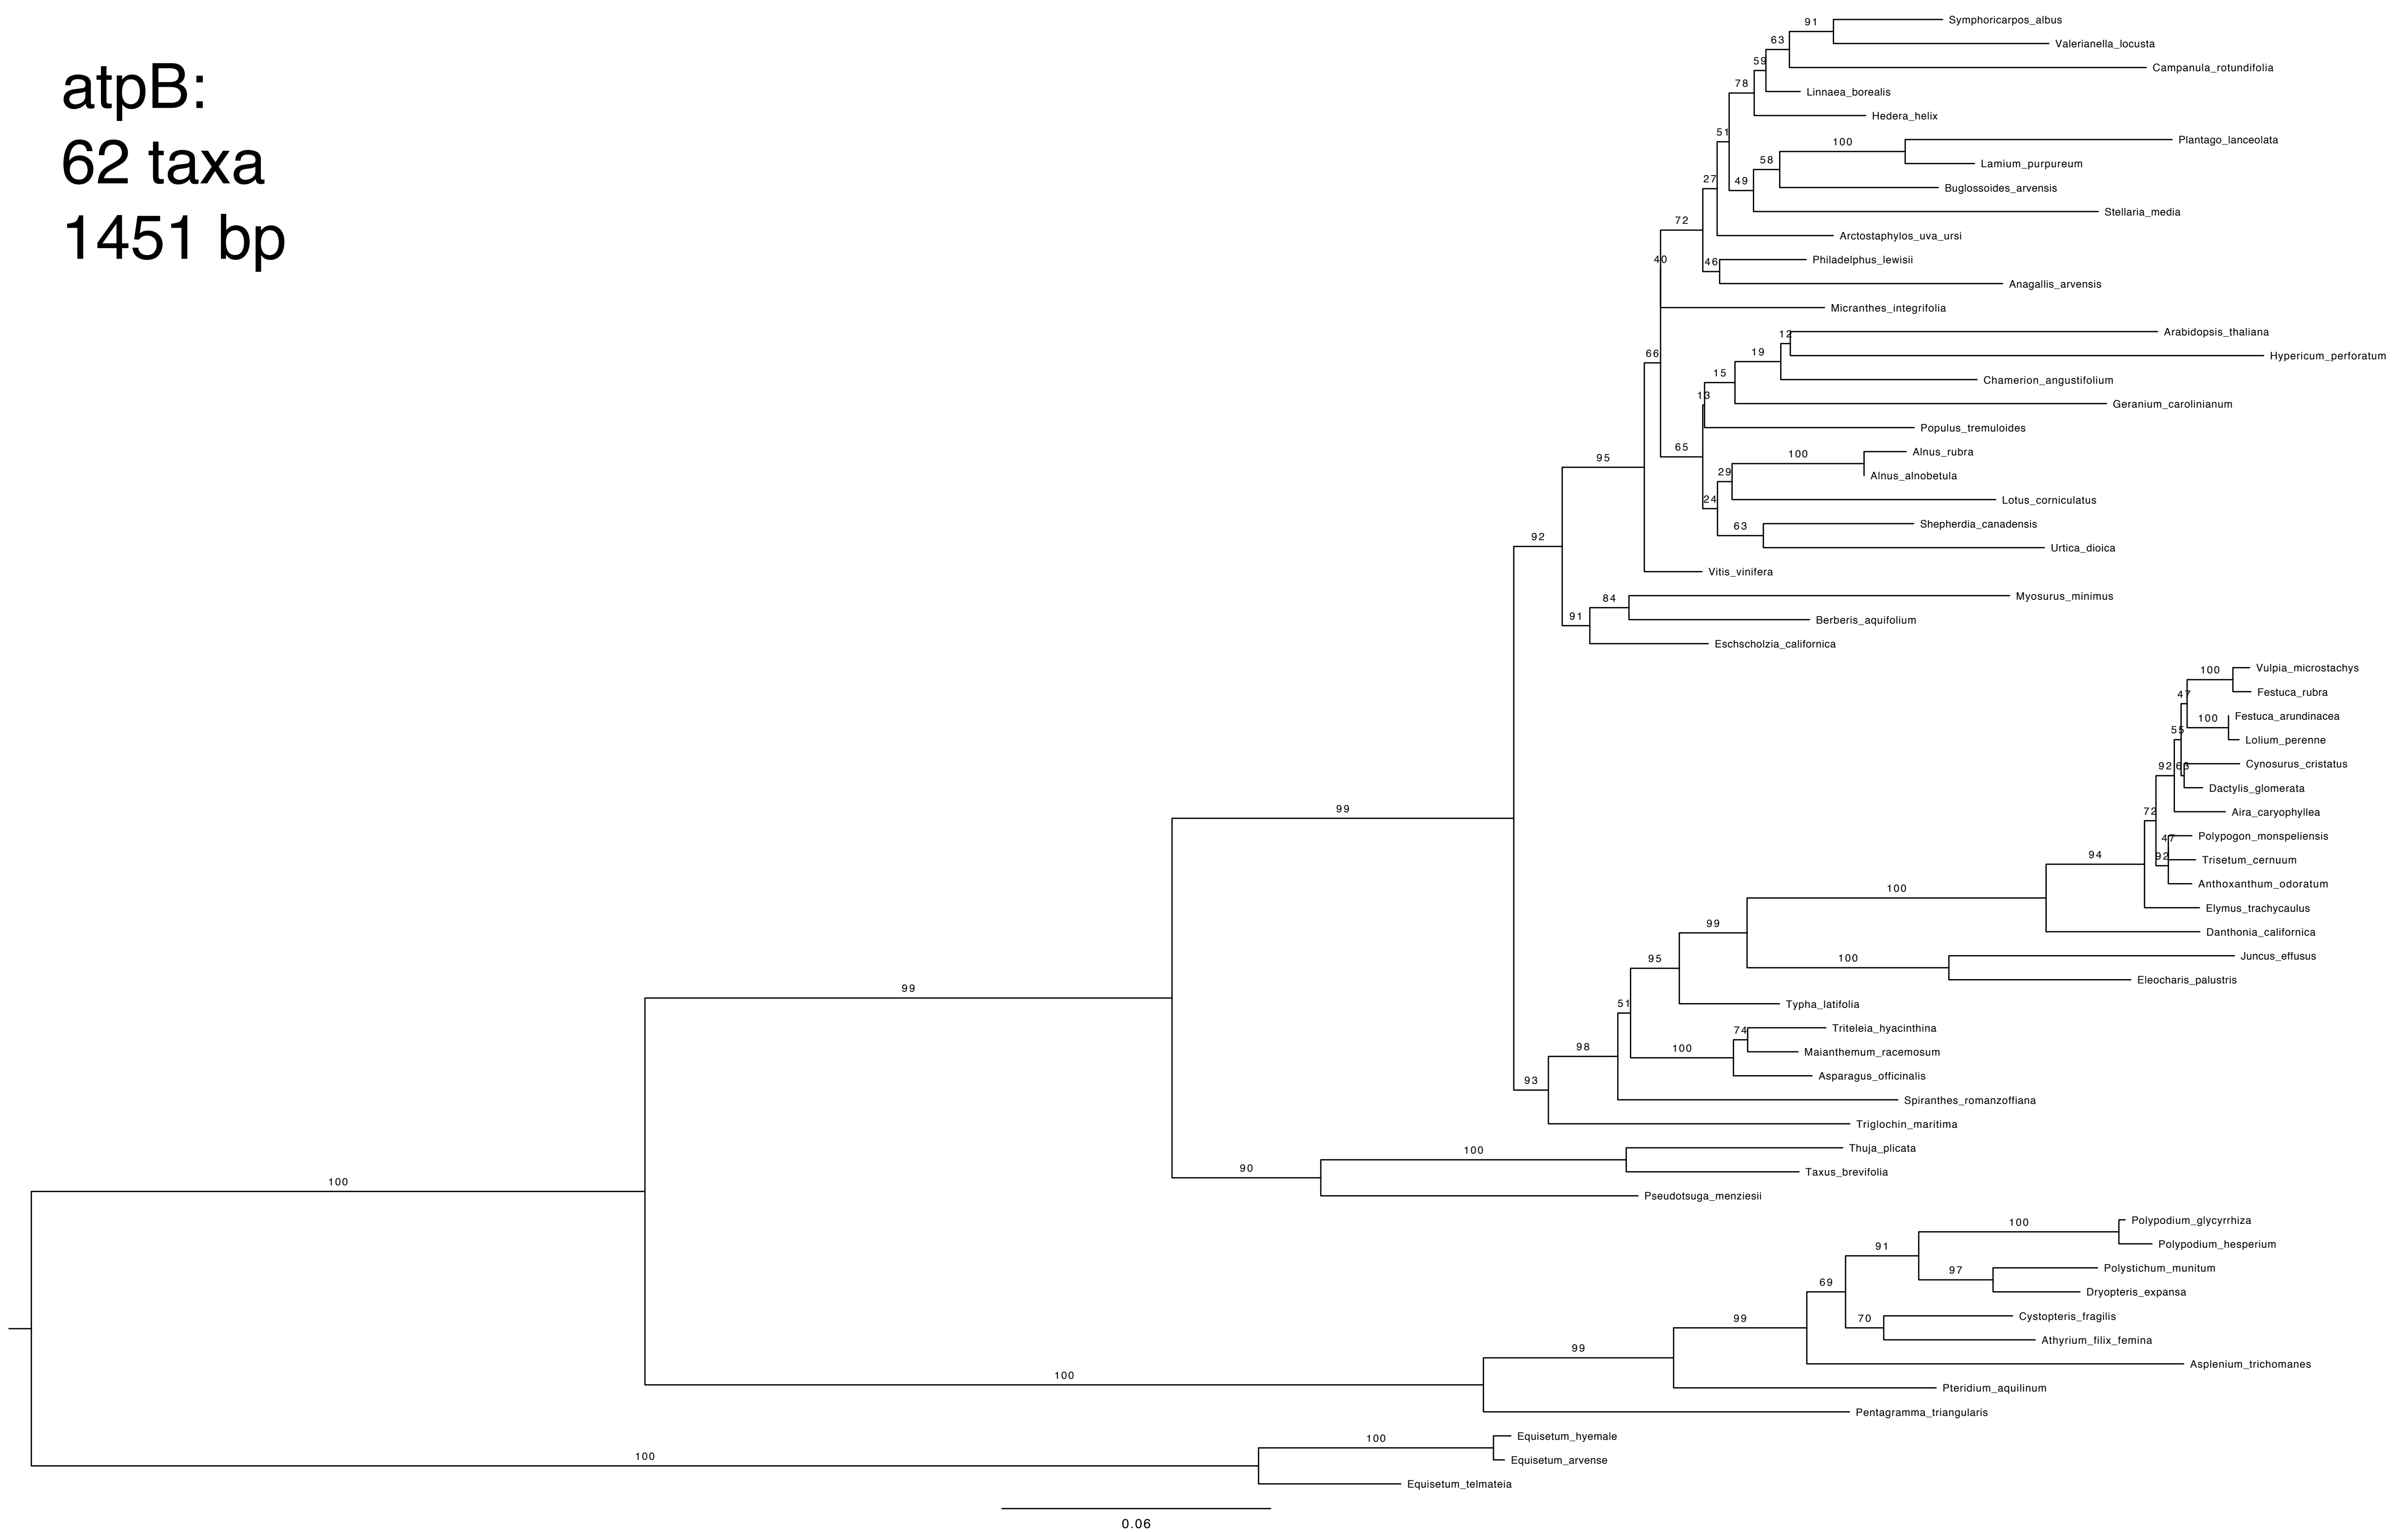 atpB:
62 taxa
1451 bp
91
Symphoricarpos_albus
63
Valerianella_locusta
59
Campanula_rotundifolia
78
Linnaea_borealis
Hedera_helix
51
100
Plantago_lanceolata
58
Lamium_purpureum
27
49
Buglossoides_arvensis
Stellaria_media
72
Arctostaphylos_uva_ursi
40
46
Philadelphus_lewisii
Anagallis_arvensis
Micranthes_integrifolia
12
Arabidopsis_thaliana
66
19
Hypericum_perforatum
15
Chamerion_angustifolium
13
Geranium_carolinianum
Populus_tremuloides
95
65
100
Alnus_rubra
29
Alnus_alnobetula
24
Lotus_corniculatus
63
Shepherdia_canadensis
92
Urtica_dioica
Vitis_vinifera
84
Myosurus_minimus
91
Berberis_aquifolium
Eschscholzia_californica
100
Vulpia_microstachys
47
Festuca_rubra
100
Festuca_arundinacea
55
Lolium_perenne
92
63
Cynosurus_cristatus
Dactylis_glomerata
72
Aira_caryophyllea
99
47
Polypogon_monspeliensis
94
92
Trisetum_cernuum
100
Anthoxanthum_odoratum
Elymus_trachycaulus
99
Danthonia_californica
95
100
Juncus_effusus
Eleocharis_palustris
99
51
Typha_latifolia
74
Triteleia_hyacinthina
98
100
Maianthemum_racemosum
93
Asparagus_officinalis
Spiranthes_romanzoffiana
Triglochin_maritima
100
Thuja_plicata
90
Taxus_brevifolia
100
Pseudotsuga_menziesii
100
Polypodium_glycyrrhiza
91
Polypodium_hesperium
97
Polystichum_munitum
69
Dryopteris_expansa
99
70
Cystopteris_fragilis
99
Athyrium_filix_femina
Asplenium_trichomanes
100
Pteridium_aquilinum
Pentagramma_triangularis
100
Equisetum_hyemale
100
Equisetum_arvense
Equisetum_telmateia
0.06